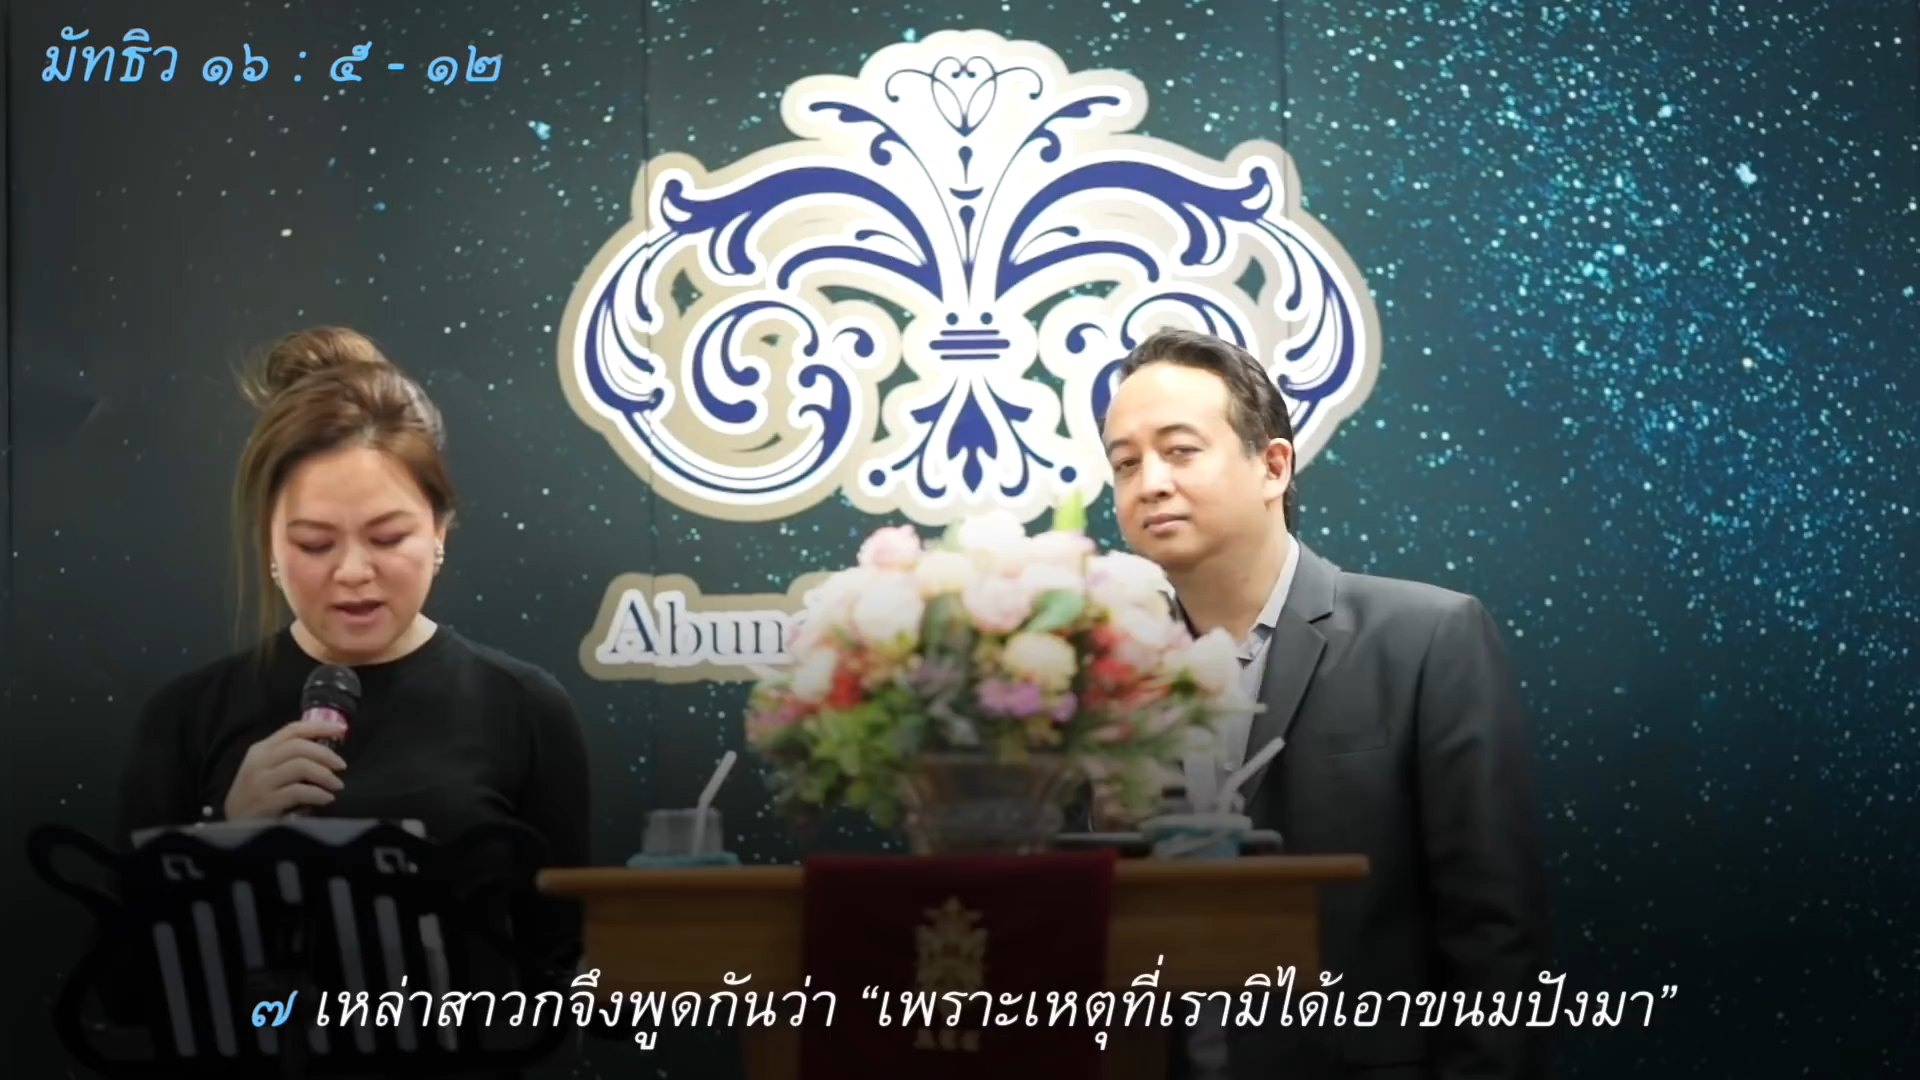 มัทธิว ๑๖ : ๕ - ๑๒
Abun
๗ เหล่าสาวกจึงพูดกันว่า “เพราะเหตุที่เรามิได้เอาขนมปังมา”